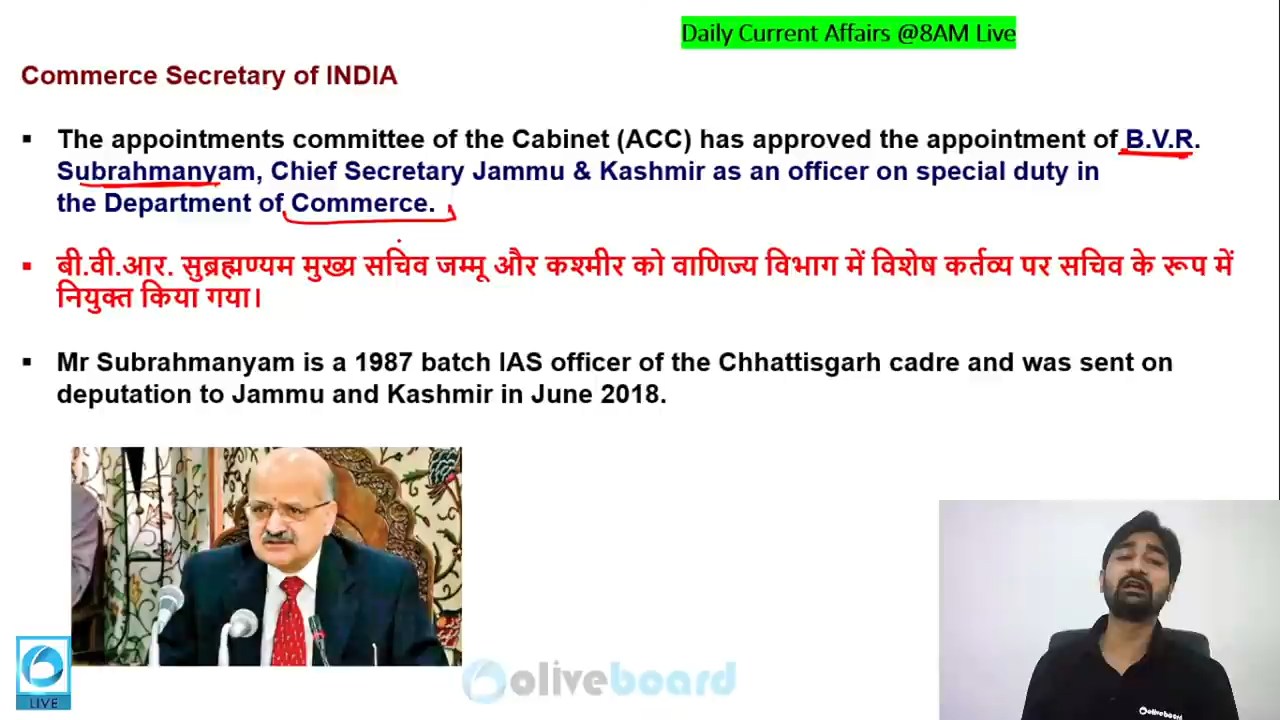 Daily Current Affairs @8AM Live
Commerce Secretary of INDIA
▪ The appointments committee of the Cabinet (ACC) has approved the appointment of B.V.R.
Subrahmanyam, Chief Secretary Jammu & Kashmir as an officer on special duty in
the Department of Commerce.
▪ बी.वी.आर. सुब्रह्मण्यम मुख्य सचिव जम्मू और कश्मीर को वाणिज्य विभाग में विशेष कर्तव्य पर सचिव के रूप में
नियुक्त किया गया।
▪ Mr Subrahmanyam is a 1987 batch IAS officer of the Chhattisgarh cadre and was sent on
deputation to Jammu and Kashmir in June 2018.
LIVE
oliveboard
oliveboard